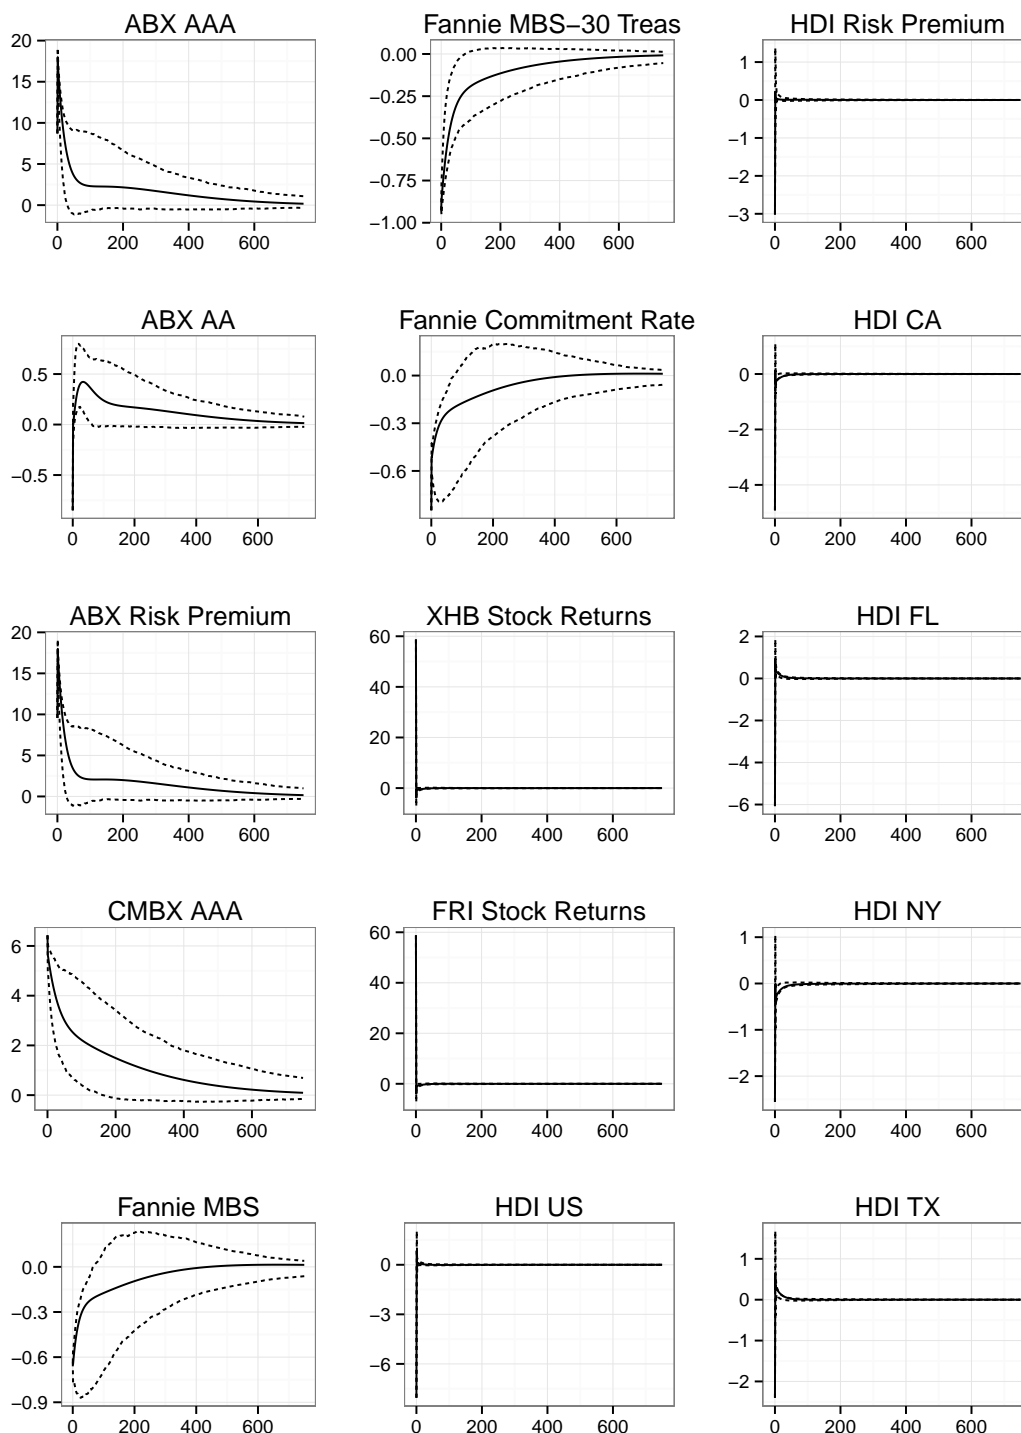 ABX AAA
20
15
10
5
0
0 200 400 600
Fannie MBS−30 Treas
0.00
−0.25
−0.50
−0.75
−1.00
0 200 400 600
HDI Risk Premium
1
0
−1
−2
−3
0 200 400 600
ABX AA
0.5
0.0
−0.5
0 200 400 600
Fannie Commitment Rate
0.0
−0.3
−0.6
0 200 400 600
HDI CA
0
−2
−4
0 200 400 600
ABX Risk Premium
20
15
10
5
0
0 200 400 600
XHB Stock Returns
60
40
20
0
0 200 400 600
HDI FL
2
0
−2
−4
−6
0 200 400 600
CMBX AAA
6
4
2
0
0 200 400 600
FRI Stock Returns
60
40
20
0
0 200 400 600
HDI NY
1
0
−1
−2
0 200 400 600
Fannie MBS
0.0
−0.3
−0.6
−0.9
0 200 400 600
HDI US
0
−3
−6
0 200 400 600
HDI TX
1
0
−1
−2
0 200 400 600